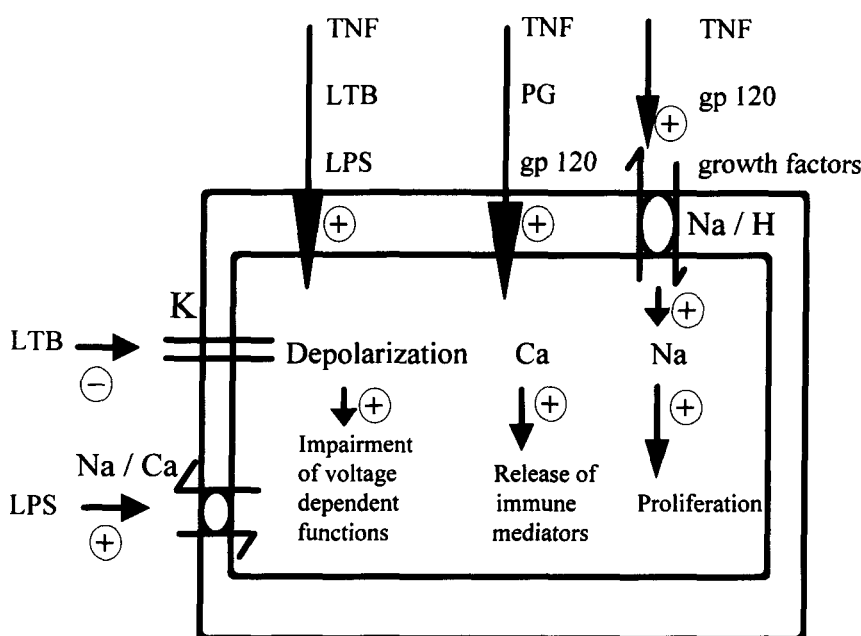 TNF
LTB
LPS
+
TNF
PG
gp 120
+
TNF
gp 120
growth factors
+
Na / H
+
K
LTB
−
Depolarization
+
Impairment
of voltage
dependent
functions
Ca
+
Release of
immune
mediators
Na
+
Proliferation
Na / Ca
LPS
+